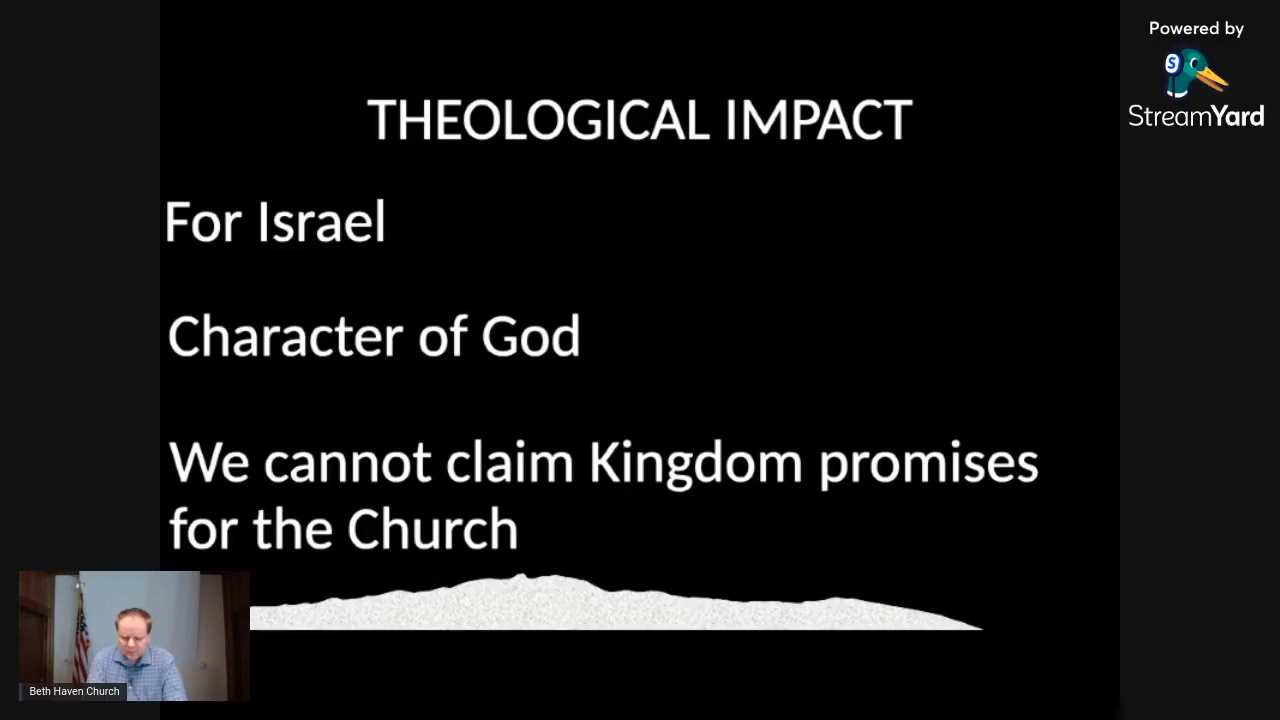 Powered by
S
StreamYard
THEOLOGICAL IMPACT
For Israel
Character of God
We cannot claim Kingdom promises
for the Church
Beth Haven Church